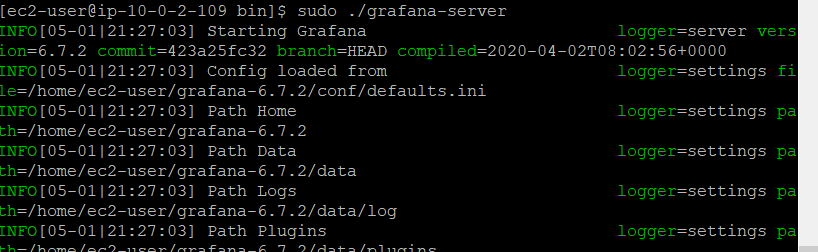 [ec2-user@ip-10-0-2-109 bin]$ sudo ./grafana-server
INFO[05-01|21:27:03] Starting Grafana                         logger=server vers
ion=6.7.2 commit=423a25fc32 branch=HEAD compiled=2020-04-02T08:02:56+0000
INFO[05-01|21:27:03] Config loaded from                       logger=settings fi
le=/home/ec2-user/grafana-6.7.2/conf/defaults.ini
INFO[05-01|21:27:03] Path Home                                logger=settings pa
th=/home/ec2-user/grafana-6.7.2
INFO[05-01|21:27:03] Path Data                                logger=settings pa
th=/home/ec2-user/grafana-6.7.2/data
INFO[05-01|21:27:03] Path Logs                                logger=settings pa
th=/home/ec2-user/grafana-6.7.2/data/log
INFO[05-01|21:27:03] Path Plugins                             logger=settings pa
th=/home/ec2-user/grafana-6.7.2/data/plugins